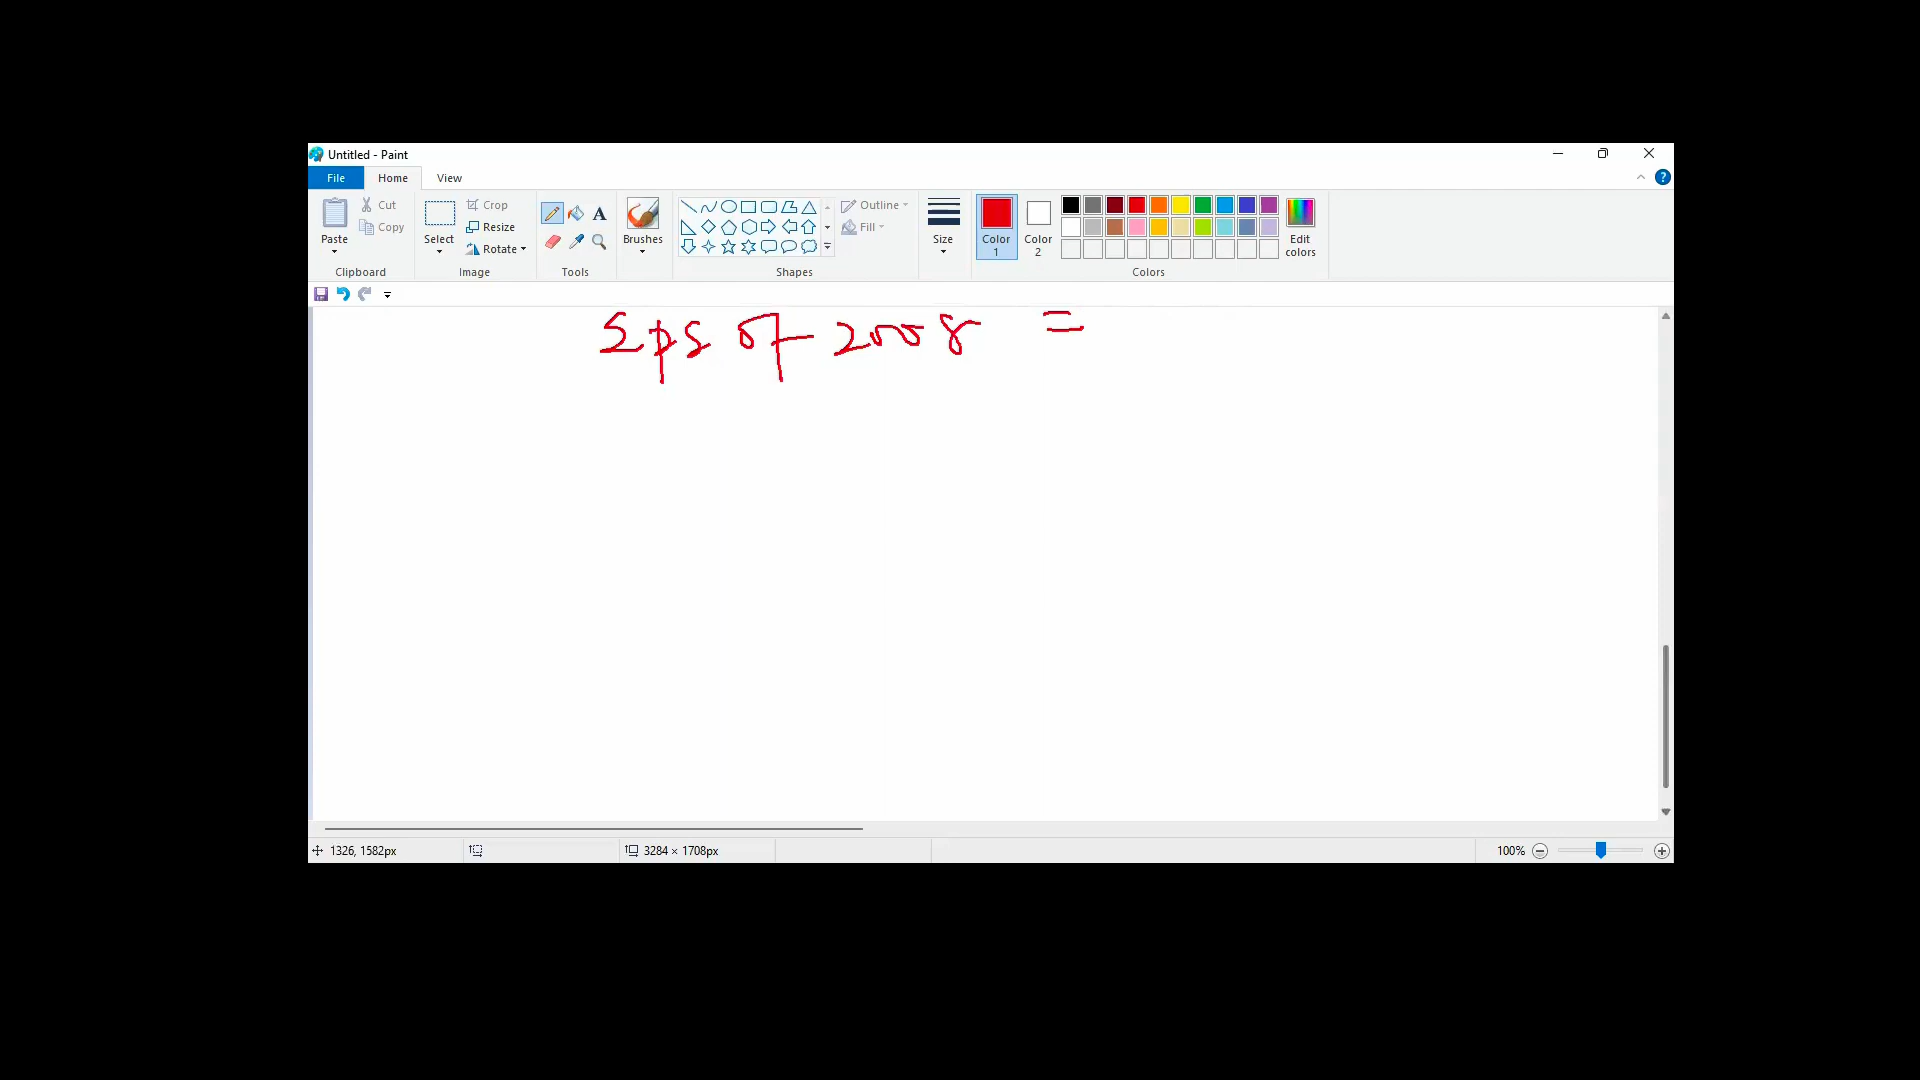 Untitled - Paint
File Home View
Paste
Cut
Copy
Clipboard
Select
Crop
Resize
Rotate
Image
A
Tools
Brushes
Shapes
Outline
Fill
Size
Color 1
Color 2
Edit colors
Colors
Eps of 2008 =
1326, 1582px
3284 × 1708px
100%